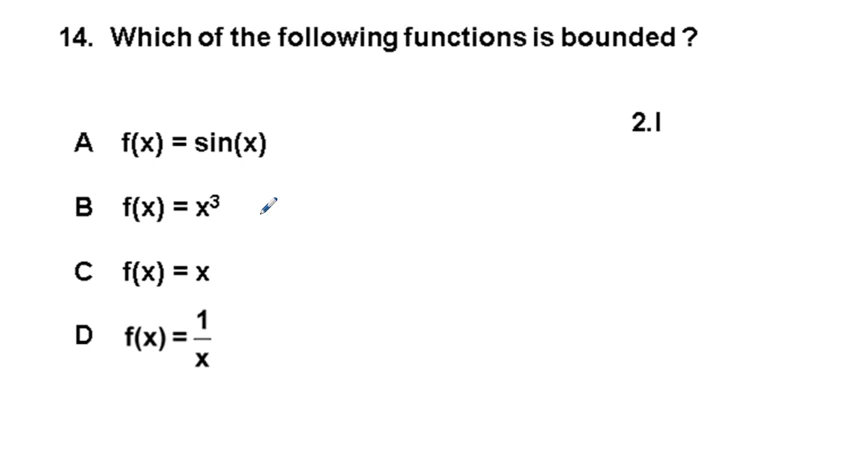 14. Which of the following functions is bounded ?
2.I
A f(x) = sin(x)
B f(x) = x³
C f(x) = x
D f(x) = 1/x